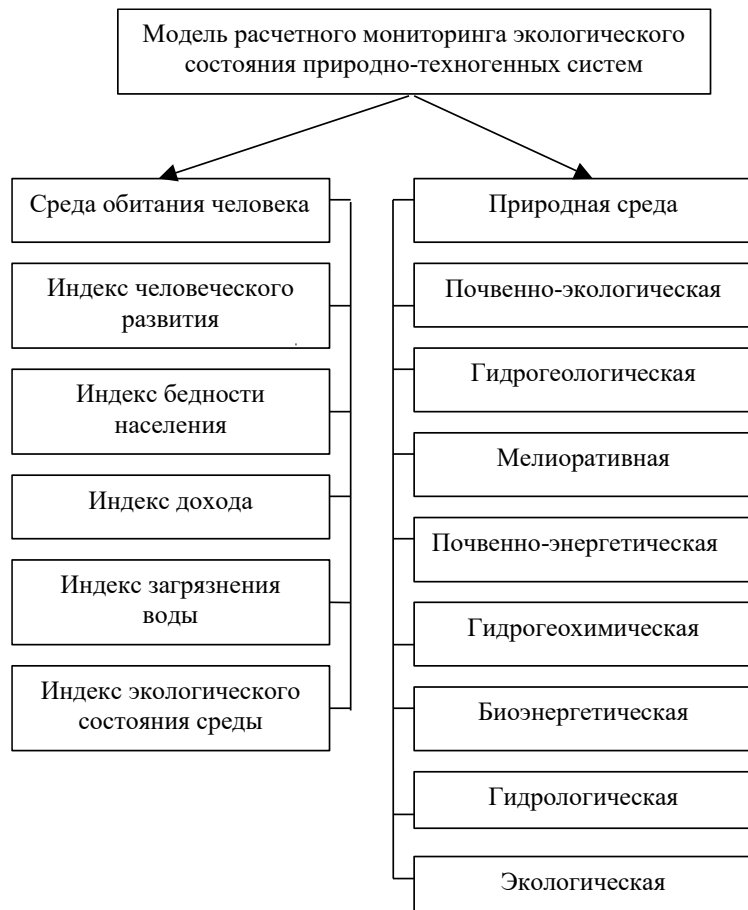 Модель расчетного мониторинга экологического
состояния природно-техногенных систем
Среда обитания человека
Индекс человеческого
развития
Индекс бедности
населения
Индекс дохода
Индекс загрязнения
воды
Индекс экологического
состояния среды
Природная среда
Почвенно-экологическая
Гидрогеологическая
Мелиоративная
Почвенно-энергетическая
Гидрогеохимическая
Биоэнергетическая
Гидрологическая
Экологическая